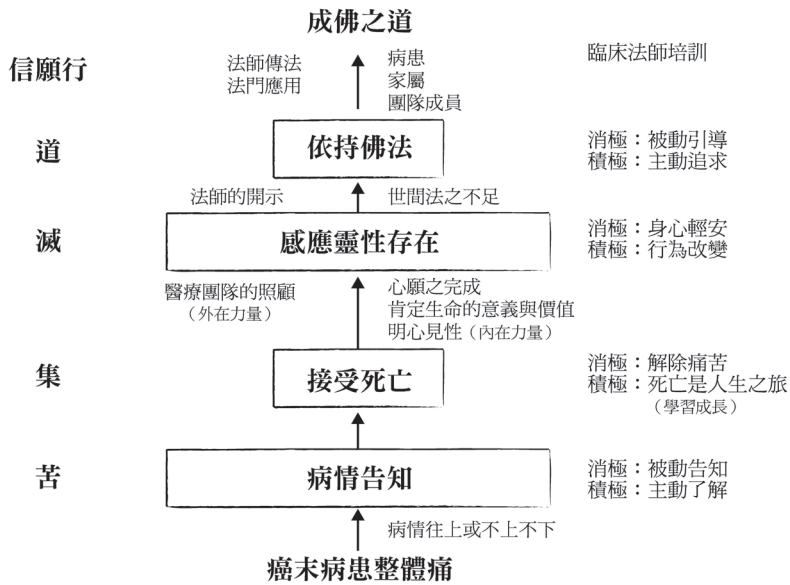 成佛之道
信願行
法師傳法
法門應用
病患
家屬
團隊成員
臨床法師培訓
道
依持佛法
消極：被動引導
積極：主動追求
法師的開示
世間法之不足
滅
感應靈性存在
消極：身心輕安
積極：行為改變
醫療團隊的照顧
（外在力量）
心願之完成
肯定生命的意義與價值
明心見性（內在力量）
集
接受死亡
消極：解除痛苦
積極：死亡是人生之旅
（學習成長）
苦
病情告知
消極：被動告知
積極：主動了解
病情往上或不上不下
癌末病患整體痛